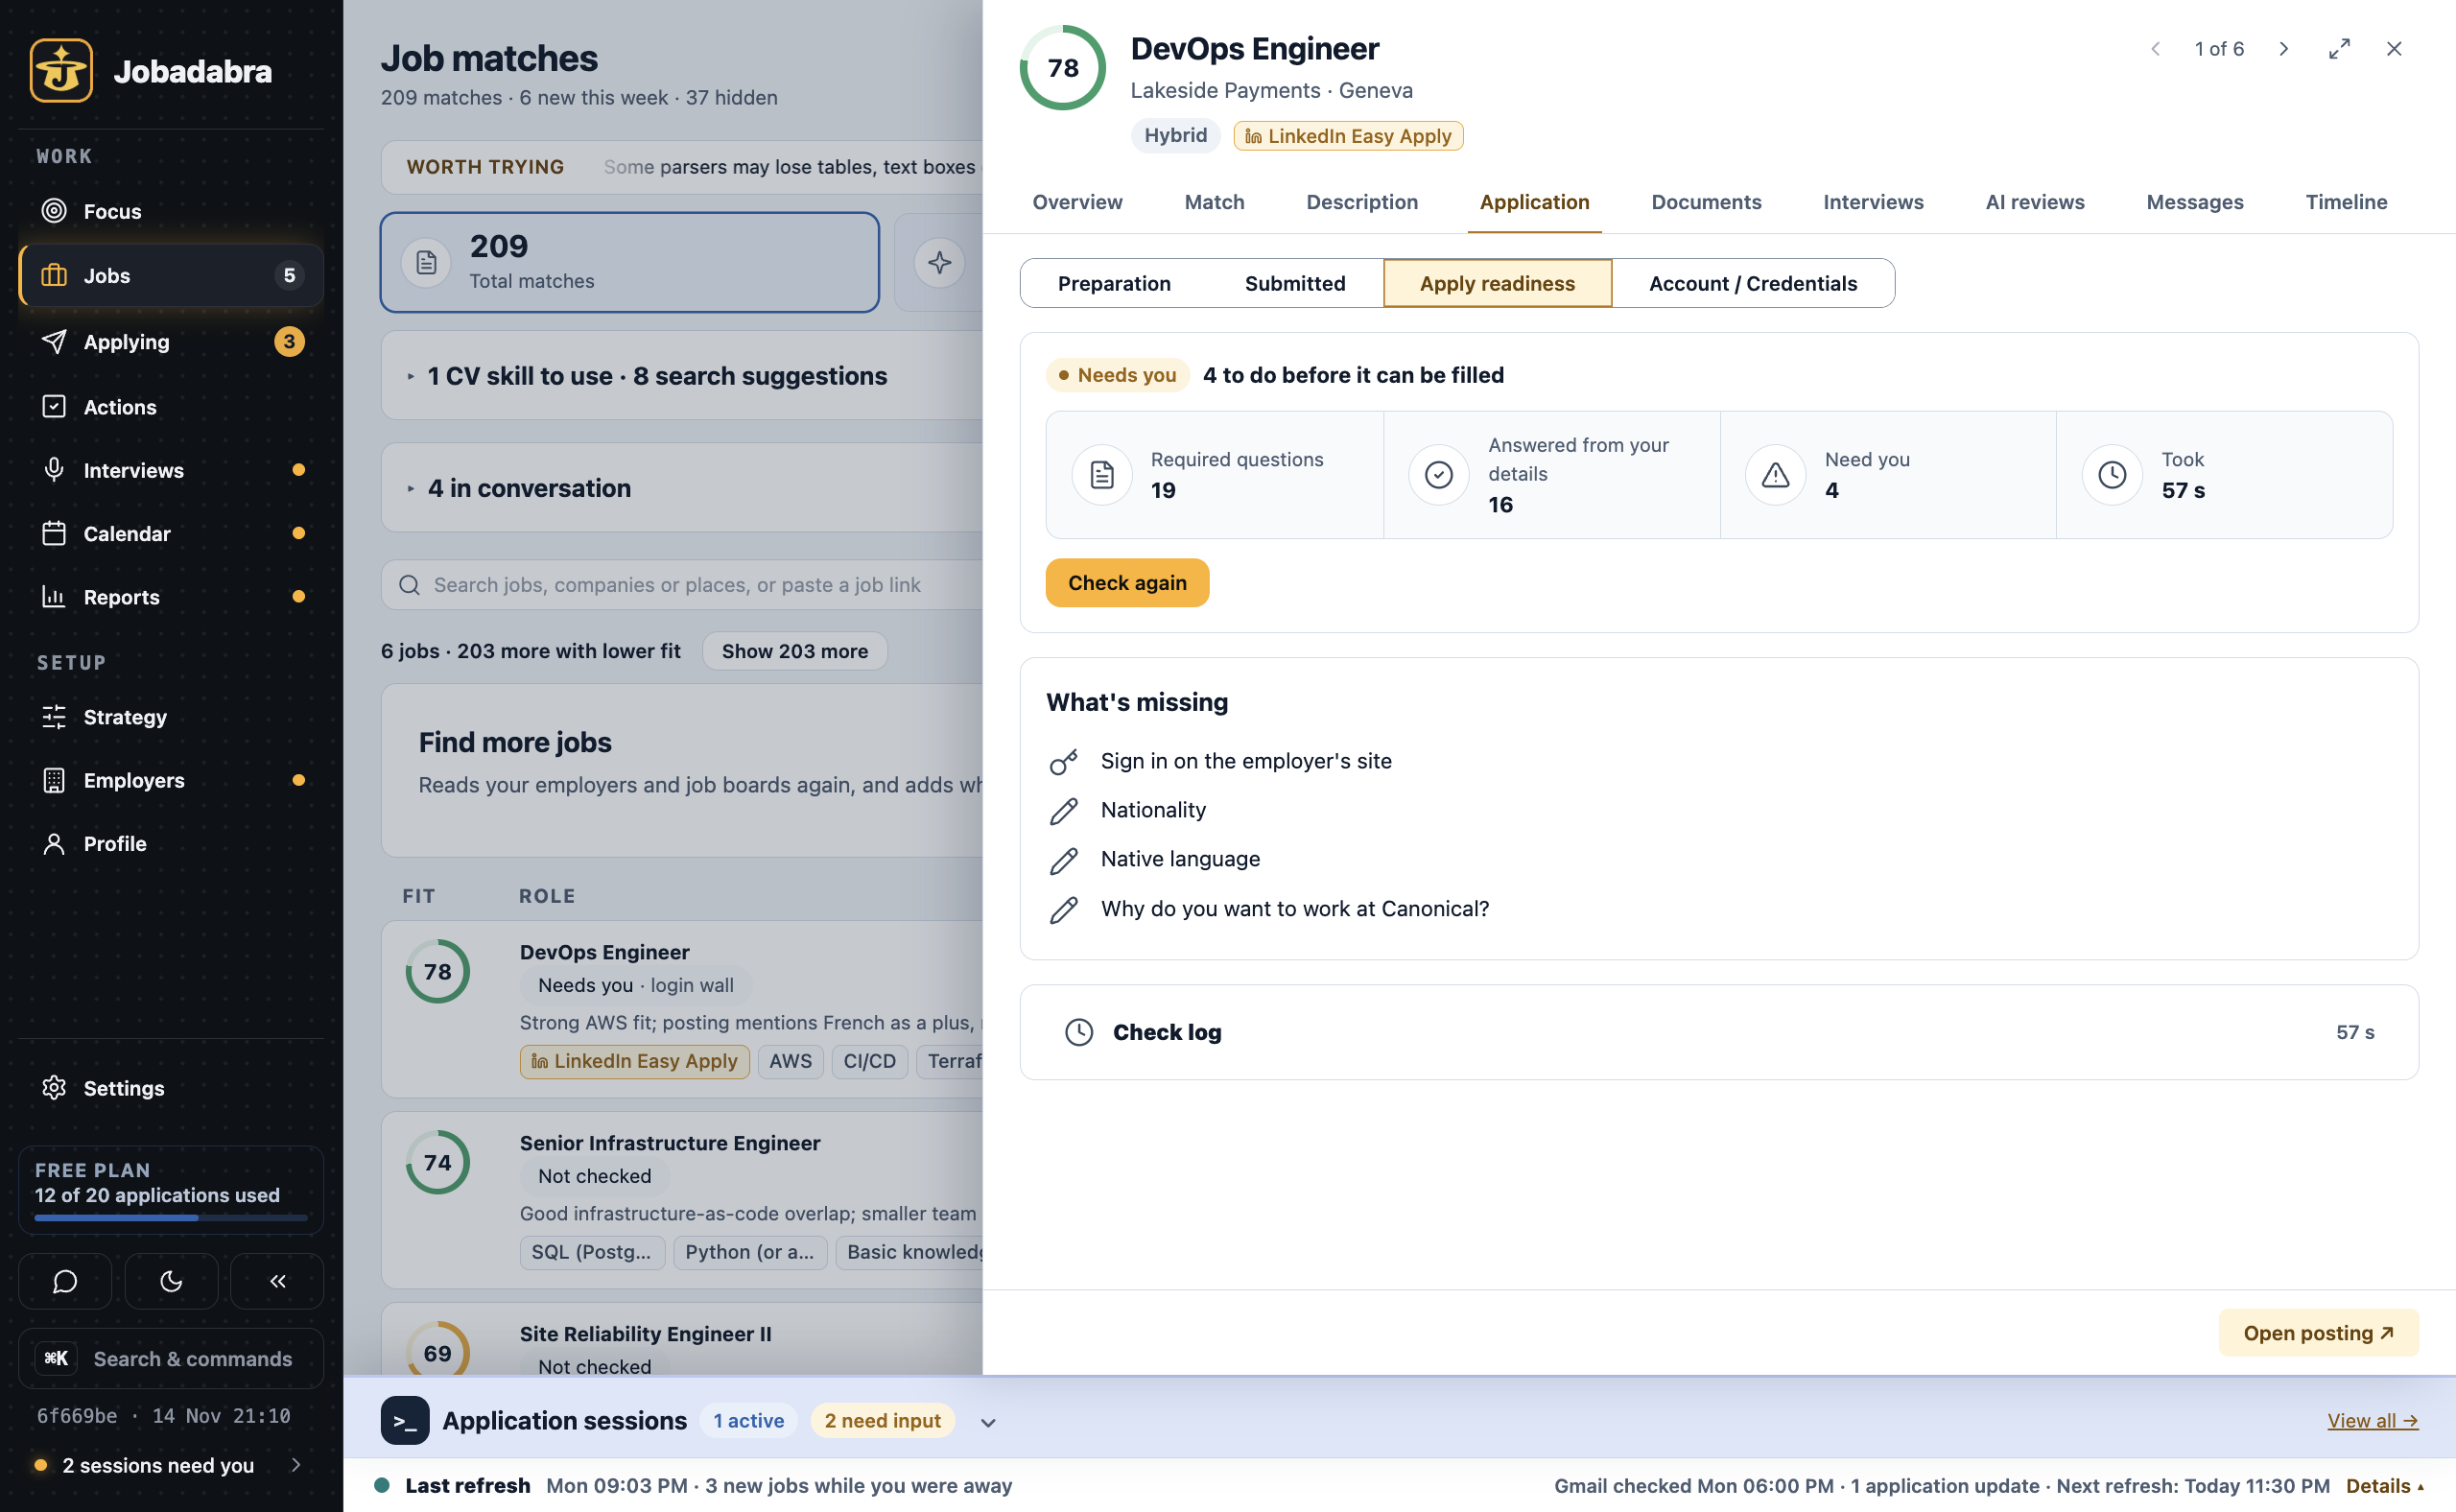 Jobadabra
WORK
Focus
Jobs 5
Applying 3
Actions
Interviews
Calendar
Reports
SETUP
Strategy
Employers
Profile
Settings
FREE PLAN
12 of 20 applications used
⌘K Search & commands
6f669be · 14 Nov 21:10
2 sessions need you
Job matches
209 matches · 6 new this week · 37 hidden
WORTH TRYING Some parsers may lose tables, text boxes
209
Total matches
1 CV skill to use · 8 search suggestions
4 in conversation
Search jobs, companies or places, or paste a job link
6 jobs · 203 more with lower fit Show 203 more
Find more jobs
Reads your employers and job boards again, and adds wh
FIT ROLE
78 DevOps Engineer
Needs you · login wall
Strong AWS fit; posting mentions French as a plus,
in LinkedIn Easy Apply AWS CI/CD Terraf
74 Senior Infrastructure Engineer
Not checked
Good infrastructure-as-code overlap; smaller team
SQL (Postg... Python (or a... Basic knowledg
69 Site Reliability Engineer II
Not checked
78 DevOps Engineer
1 of 6
Lakeside Payments · Geneva
Hybrid in LinkedIn Easy Apply
Overview Match Description Application Documents Interviews AI reviews Messages Timeline
Preparation Submitted Apply readiness Account / Credentials
Needs you 4 to do before it can be filled
Required questions
19
Answered from your
details
16
Need you
4
Took
57 s
Check again
What's missing
Sign in on the employer's site
Nationality
Native language
Why do you want to work at Canonical?
Check log 57 s
Open posting ↗
>_ Application sessions 1 active 2 need input View all →
Last refresh Mon 09:03 PM · 3 new jobs while you were away
Gmail checked Mon 06:00 PM · 1 application update · Next refresh: Today 11:30 PM Details